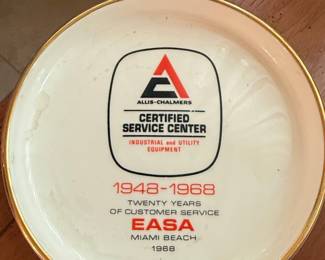 ALLIS-CHALMERS
CERTIFIED
SERVICE CENTER
INDUSTRIAL and UTILITY
EQUIPMENT
1948-1968
TWENTY YEARS
OF CUSTOMER SERVICE
EASA
MIAMI BEACH
1968